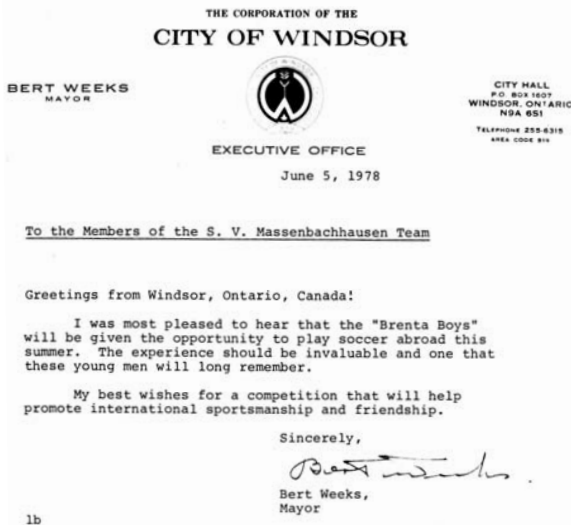 THE CORPORATION OF THE
CITY OF WINDSOR
BERT WEEKS
MAYOR
CITY HALL
P.O. BOX 1607
WINDSOR, ONTARIO
N9A 6S1
TELEPHONE 255-6315
AREA CODE 519
EXECUTIVE OFFICE
June 5, 1978
To the Members of the S. V. Massenbachhausen Team
Greetings from Windsor, Ontario, Canada!
I was most pleased to hear that the "Brenta Boys"
will be given the opportunity to play soccer abroad this
summer.  The experience should be invaluable and one that
these young men will long remember.
My best wishes for a competition that will help
promote international sportsmanship and friendship.
Sincerely,
Bert Weeks
Bert Weeks,
Mayor
lb